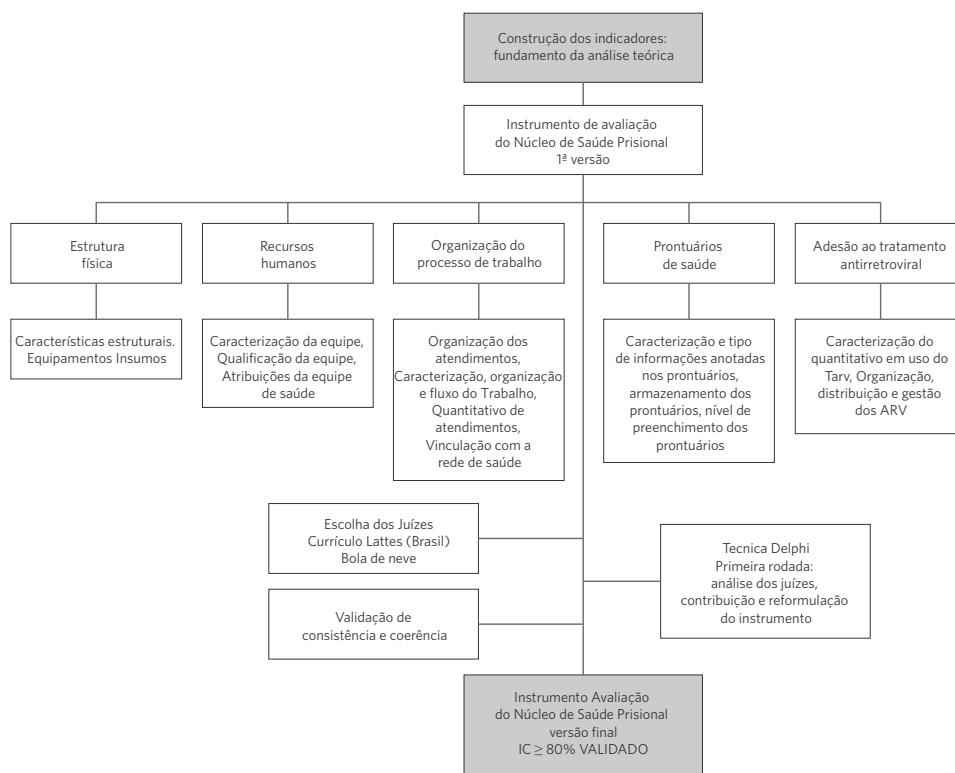 Construção dos indicadores:
fundamento da análise teórica
Instrumento de avaliação
do Núcleo de Saúde Prisional
1ª versão
Estrutura
física
Recursos
humanos
Organização do
processo de trabalho
Prontuários
de saúde
Adesão ao tratamento
antirretroviral
Características estruturais.
Equipamentos Insumos
Caracterização da equipe,
Qualificação da equipe,
Atribuições da equipe
de saúde
Organização dos
atendimentos,
Caracterização, organização
e fluxo do Trabalho,
Quantitativo de
atendimentos,
Vinculação com a
rede de saúde
Caracterização e tipo
de informações anotadas
nos prontuários,
armazenamento dos
prontuários, nível de
preenchimento dos
prontuários
Caracterização do
quantitativo em uso do
Tarv, Organização,
distribuição e gestão
dos ARV
Escolha dos Juízes
Currículo Lattes (Brasil)
Bola de neve
Tecnica Delphi
Primeira rodada:
análise dos juízes,
contribuição e reformulação
do instrumento
Validação de
consistência e coerência
Instrumento Avaliação
do Núcleo de Saúde Prisional
versão final
IC ≥ 80% VALIDADO